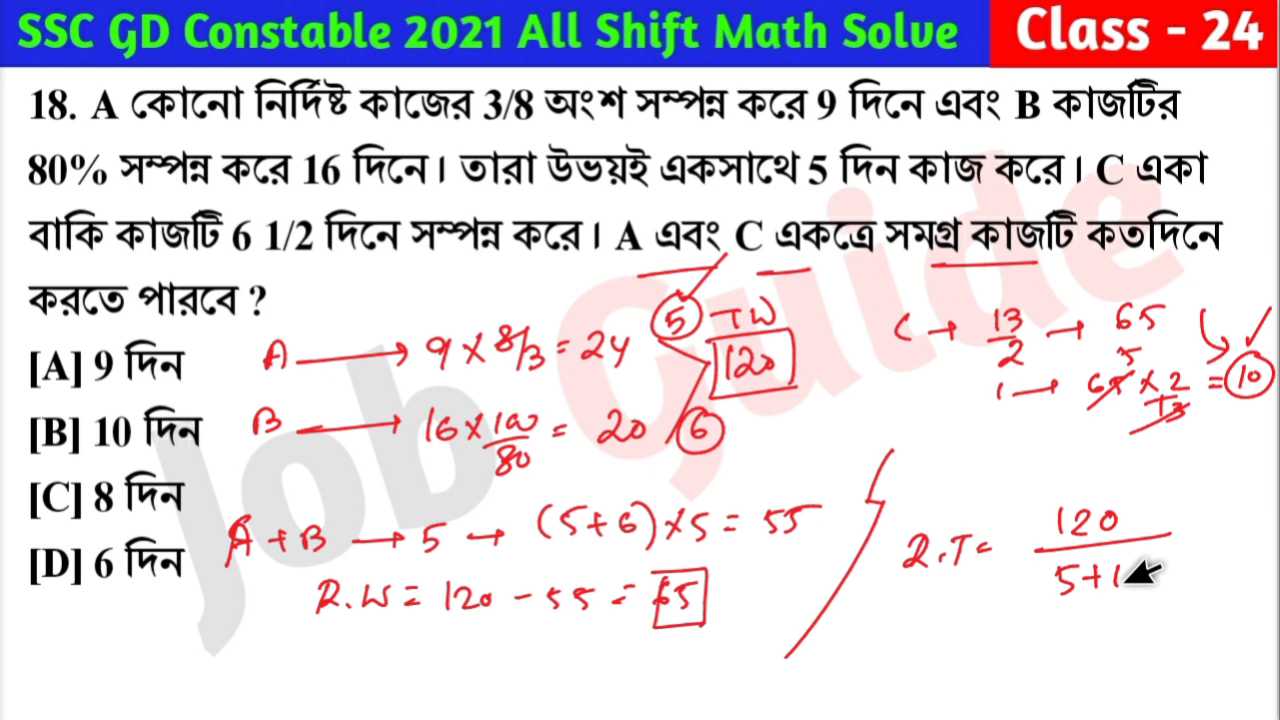 SSC GD Constable 2021 All Shift Math Solve
Class - 24
18. A কোনো নির্দিষ্ট কাজের 3/8 অংশ সম্পন্ন করে 9 দিনে এবং B কাজটির
80% সম্পন্ন করে 16 দিনে। তারা উভয়ই একসাথে 5 দিন কাজ করে। C একা
বাকি কাজটি 6 1/2 দিনে সম্পন্ন করে। A এবং C একত্রে সমগ্র কাজটি কতদিনে
করতে পারবে ?
[A] 9 দিন
[B] 10 দিন
[C] 8 দিন
[D] 6 দিন
A → 9 × 8/3 = 24
5 TW
120
B → 16 × 100/80 = 20
6
A + B → 5 → (5+6) × 5 = 55
R.W = 120 - 55 = 65
C → 13/2 → 65
1 → 65 × 2/13 = 10
5
R.T = 120/5+1
Job Guide